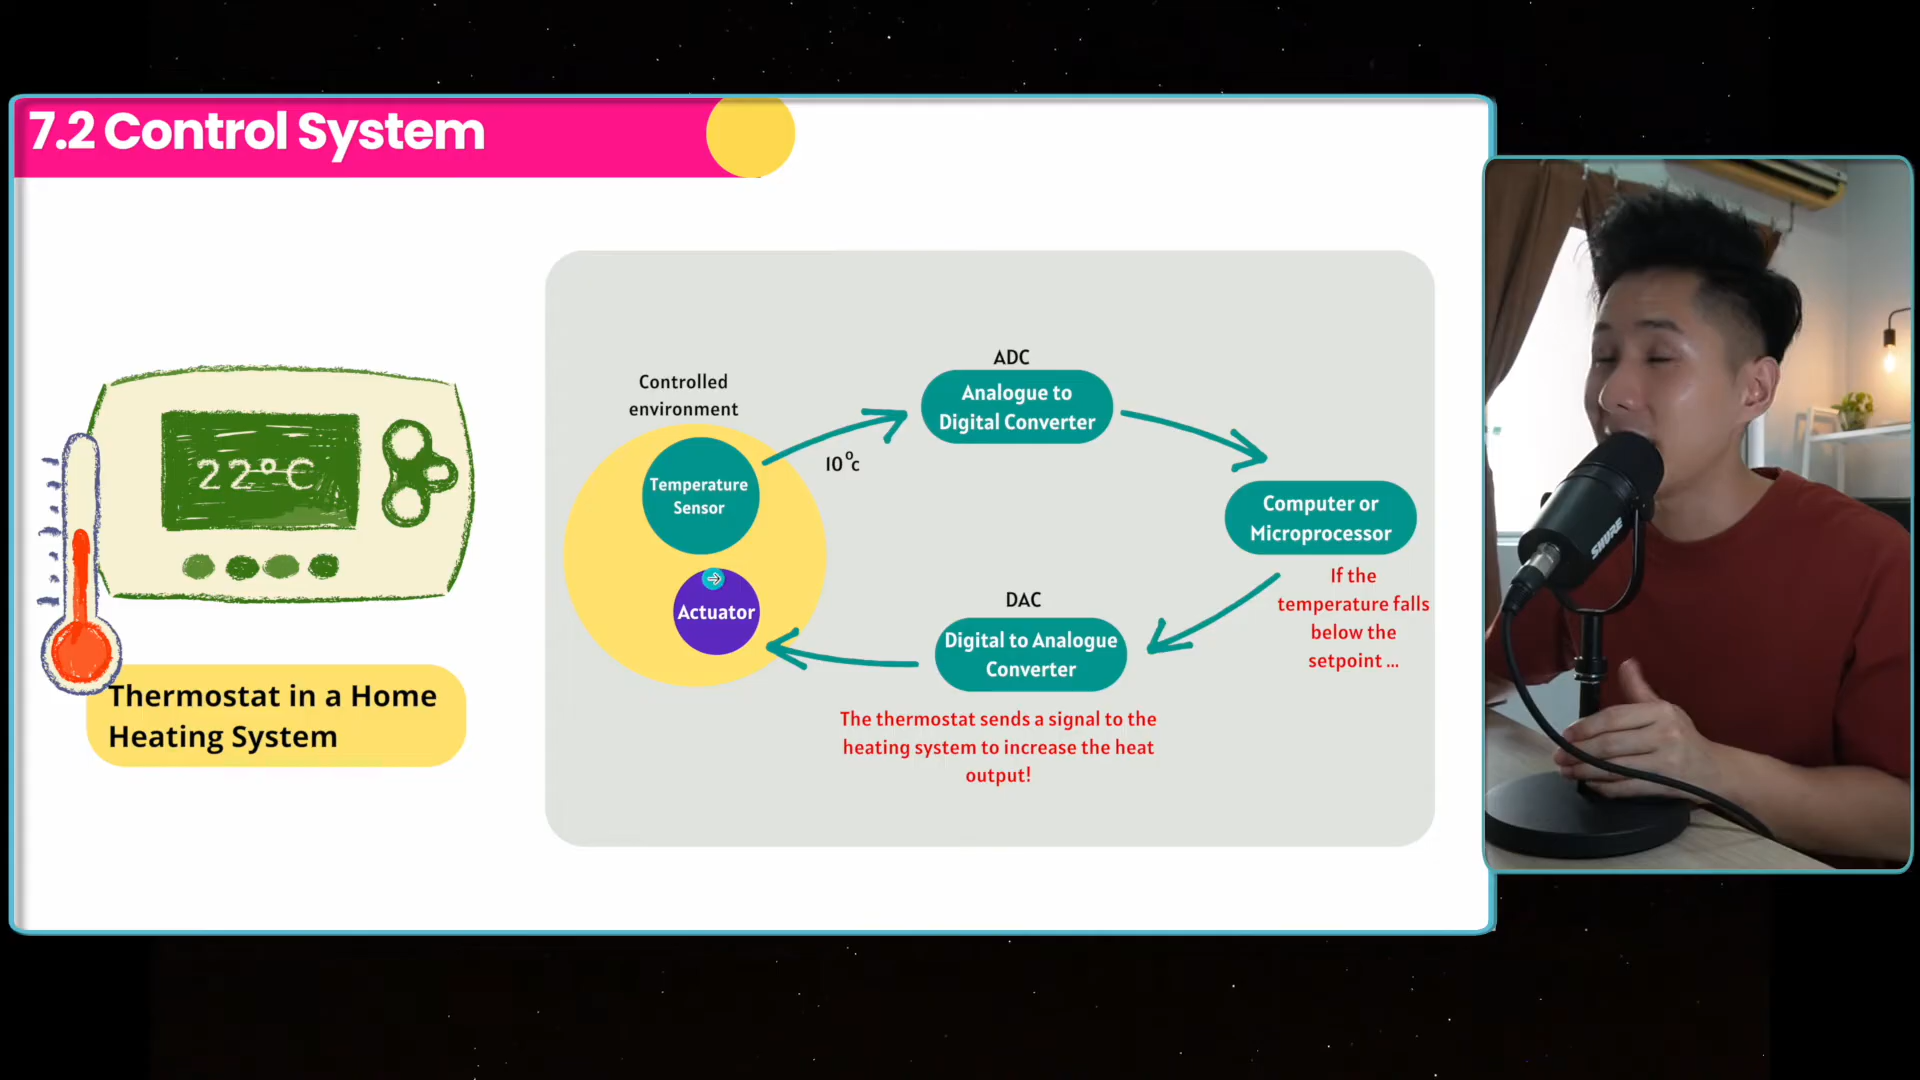 7.2 Control System
22°C
Thermostat in a Home
Heating System
Controlled
environment
Temperature
Sensor
Actuator
10°c
ADC
Analogue to
Digital Converter
Computer or
Microprocessor
If the
temperature falls
below the
setpoint ...
DAC
Digital to Analogue
Converter
The thermostat sends a signal to the
heating system to increase the heat
output!
SHURE